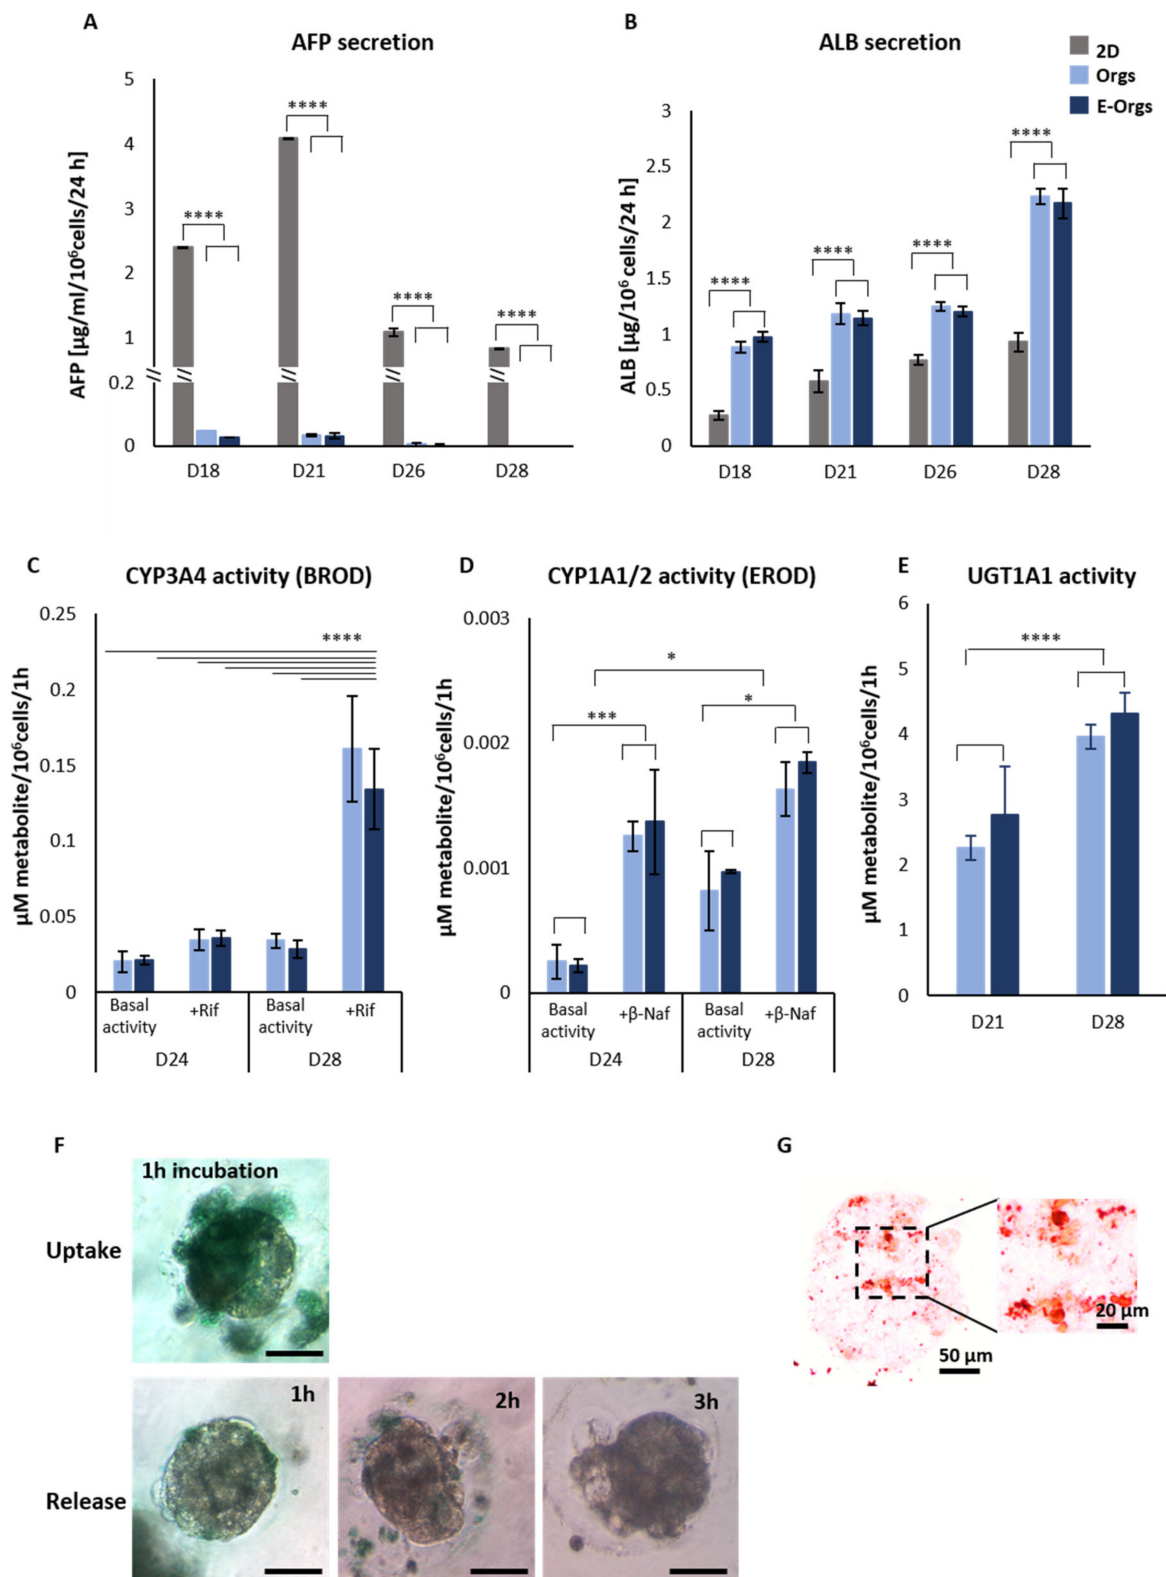 A
AFP secretion
AFP [µg/ml/10⁶cells/24 h]
5
4
3
2
1
0.2
0
****
****
****
****
D18
D21
D26
D28
B
ALB secretion
2D
Orgs
E-Orgs
ALB [µg/10⁶cells/24 h]
3
2.5
2
1.5
1
0.5
0
****
****
****
****
D18
D21
D26
D28
C
CYP3A4 activity (BROD)
µM metabolite/10⁶cells/1h
0.25
0.2
0.15
0.1
0.05
0
****
Basal activity
+Rif
Basal activity
+Rif
D24
D28
D
CYP1A1/2 activity (EROD)
µM metabolite/10⁶cells/1h
0.003
0.002
0.001
0
*
***
*
Basal activity
+β-Naf
Basal activity
+β-Naf
D24
D28
E
UGT1A1 activity
µM metabolite/10⁶cells/1h
6
5
4
3
2
1
0
****
D21
D28
F
1h incubation
Uptake
1h
2h
3h
Release
G
20 µm
50 µm